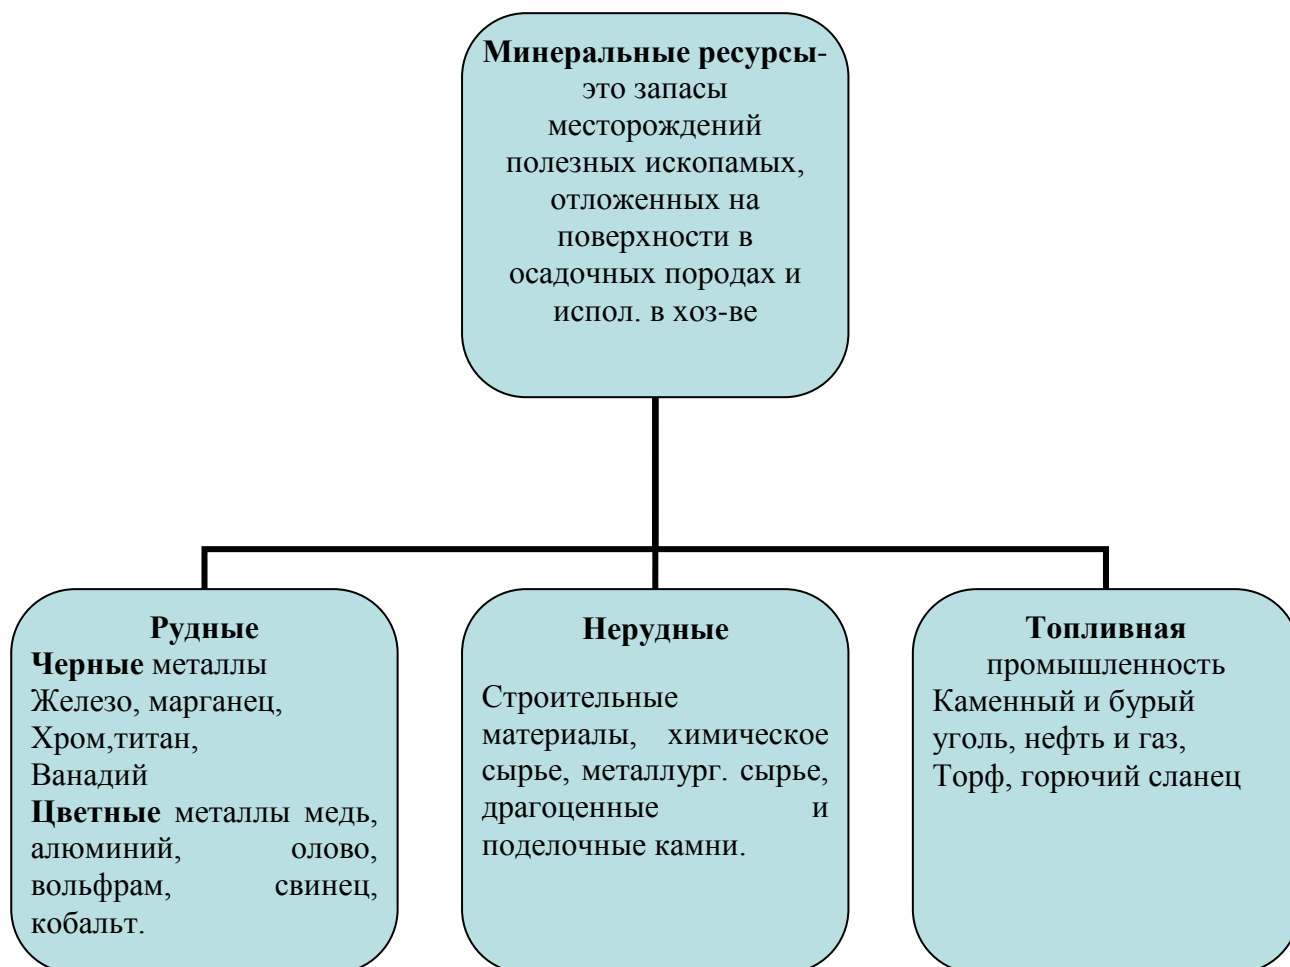 Минеральные ресурсы-
это запасы
месторождений
полезных ископамых,
отложенных на
поверхности в
осадочных породах и
испол. в хоз-ве
Рудные
Черные металлы
Железо, марганец,
Хром,титан,
Ванадий
Цветные металлы медь,
алюминий, олово,
вольфрам, свинец,
кобальт.
Нерудные
Строительные
материалы, химическое
сырье, металлург. сырье,
драгоценные и
поделочные камни.
Топливная
промышленность
Каменный и бурый
уголь, нефть и газ,
Торф, горючий сланец